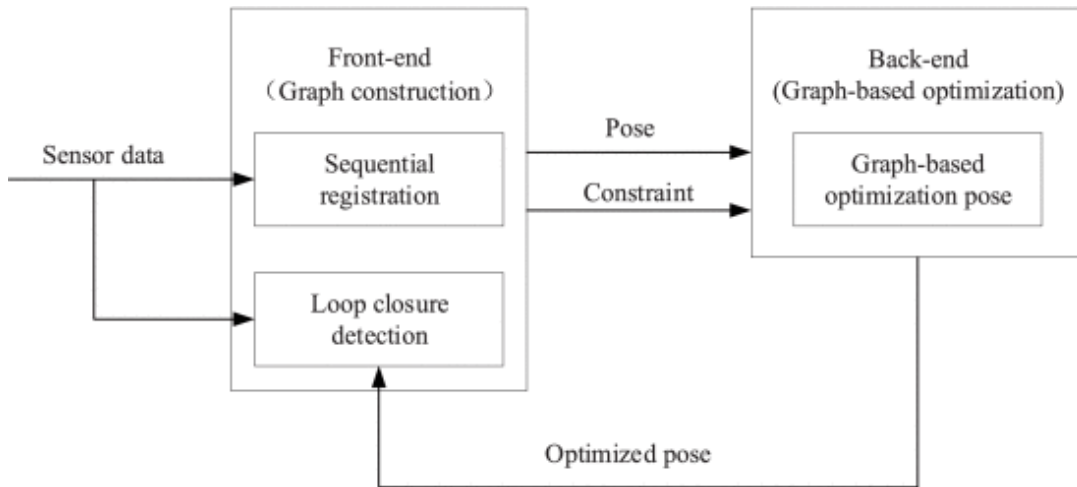 Sensor data
Front-end
（Graph construction）
Sequential
registration
Loop closure
detection
Pose
Constraint
Back-end
(Graph-based optimization)
Graph-based
optimization pose
Optimized pose